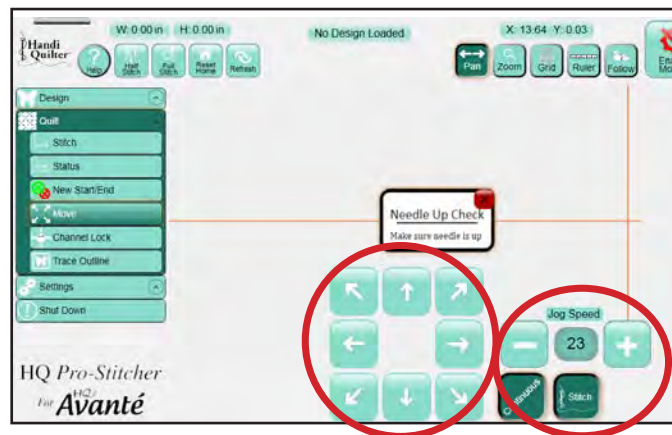 W: 0.00 in H: 0.00 in No Design Loaded X: 13.64 Y: 0.03
Handi
Quilter
Help
Half
Stitch
Full
Stitch
Reset
Home
Refresh
Pan
Zoom
Grid
Ruler
Follow
Design
Quilt
Stitch
Status
New Start/End
Move
Channel Lock
Trace Outline
Settings
Shut Down
Needle Up Check
Make sure needle is up
Jog Speed
23
Continuous
Stitch
HQ Pro-Stitcher
For HQ Avanté